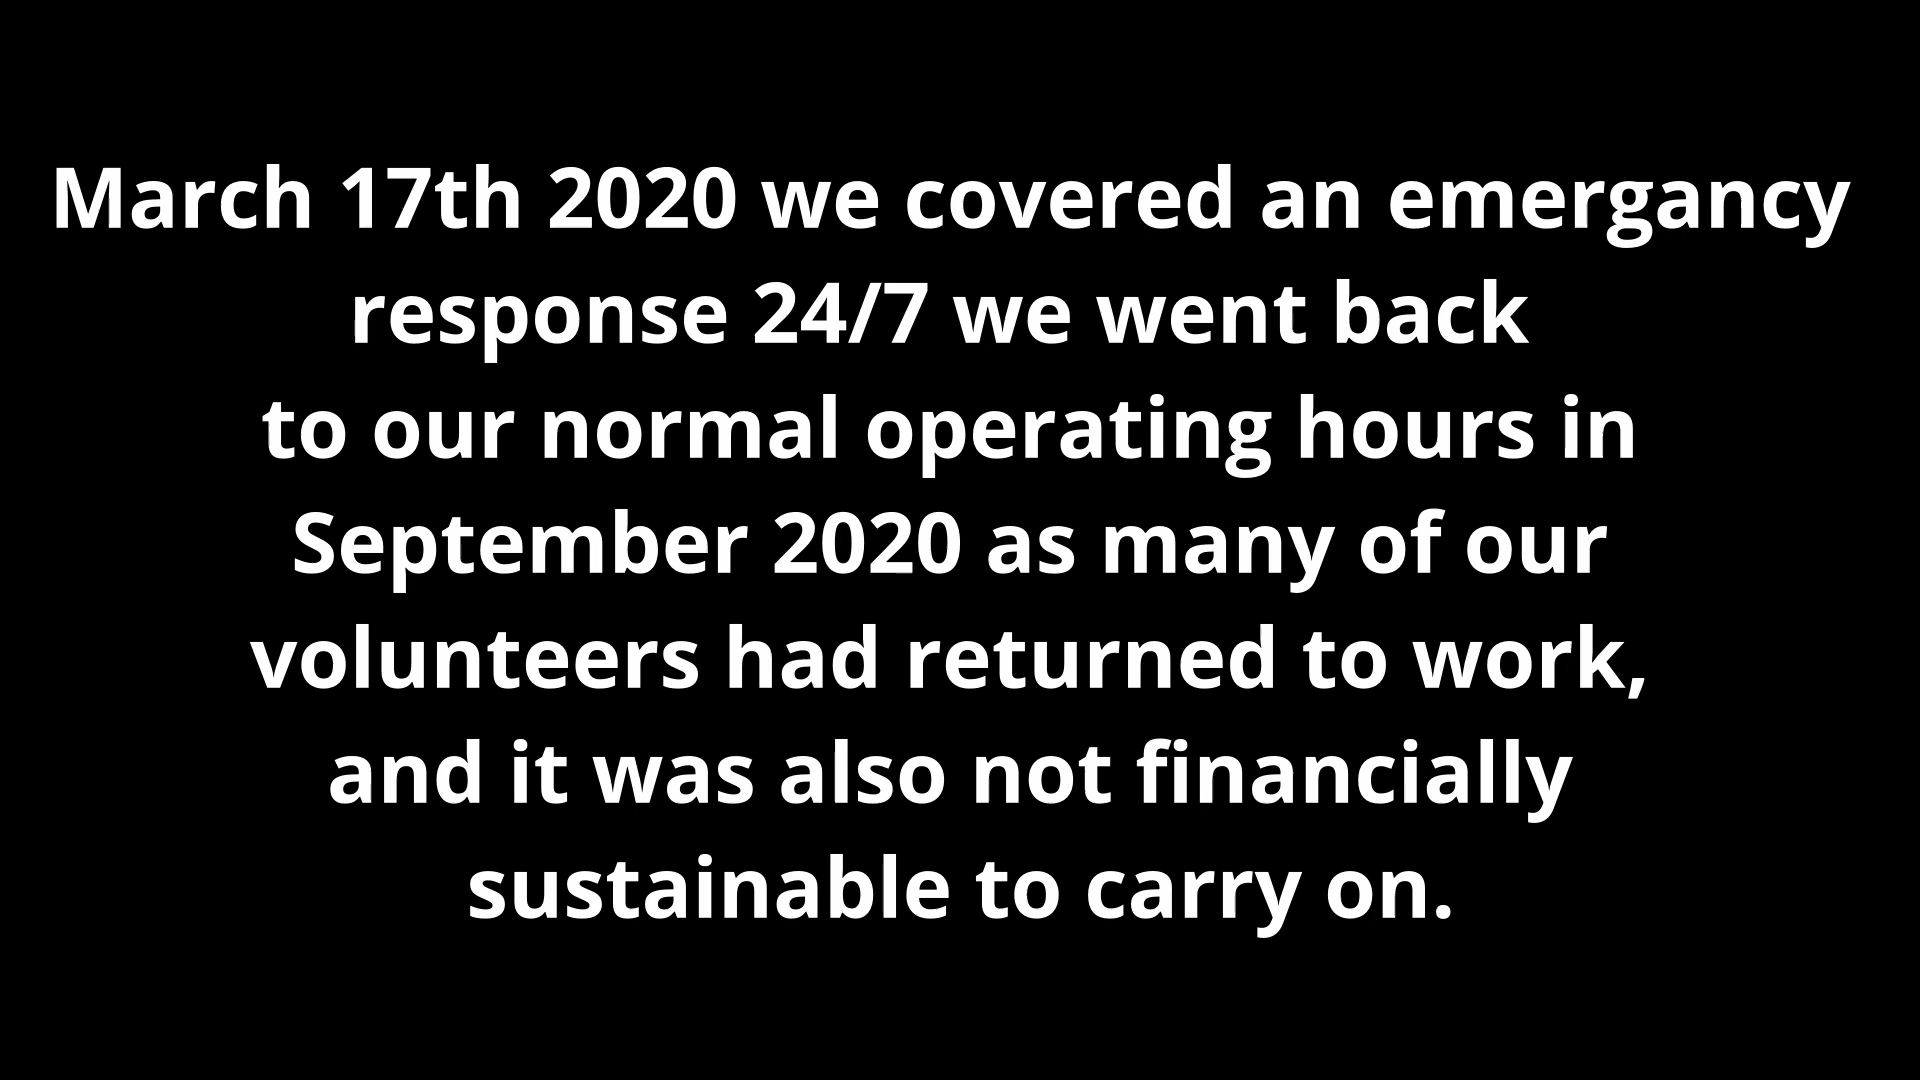 March 17th 2020 we covered an emergancy
response 24/7 we went back
to our normal operating hours in
September 2020 as many of our
volunteers had returned to work,
and it was also not financially
sustainable to carry on.